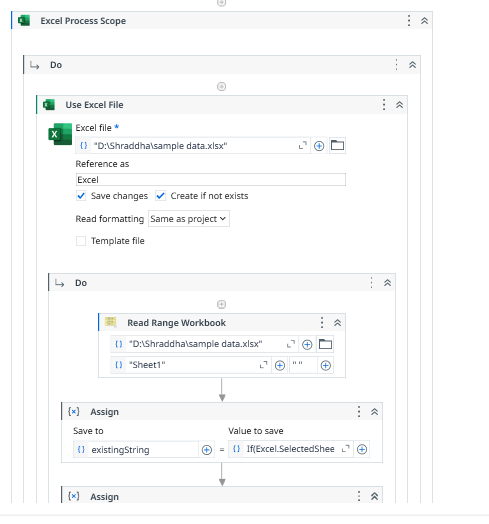 Excel Process Scope
Do
Use Excel File
Excel file *
"D:\Shraddha\sample data.xlsx"
Reference as
Excel
Save changes Create if not exists
Read formatting Same as project
Template file
Do
Read Range Workbook
"D:\Shraddha\sample data.xlsx"
"Sheet1" " "
Assign
Save to Value to save
existingString = If(Excel.SelectedShee
Assign